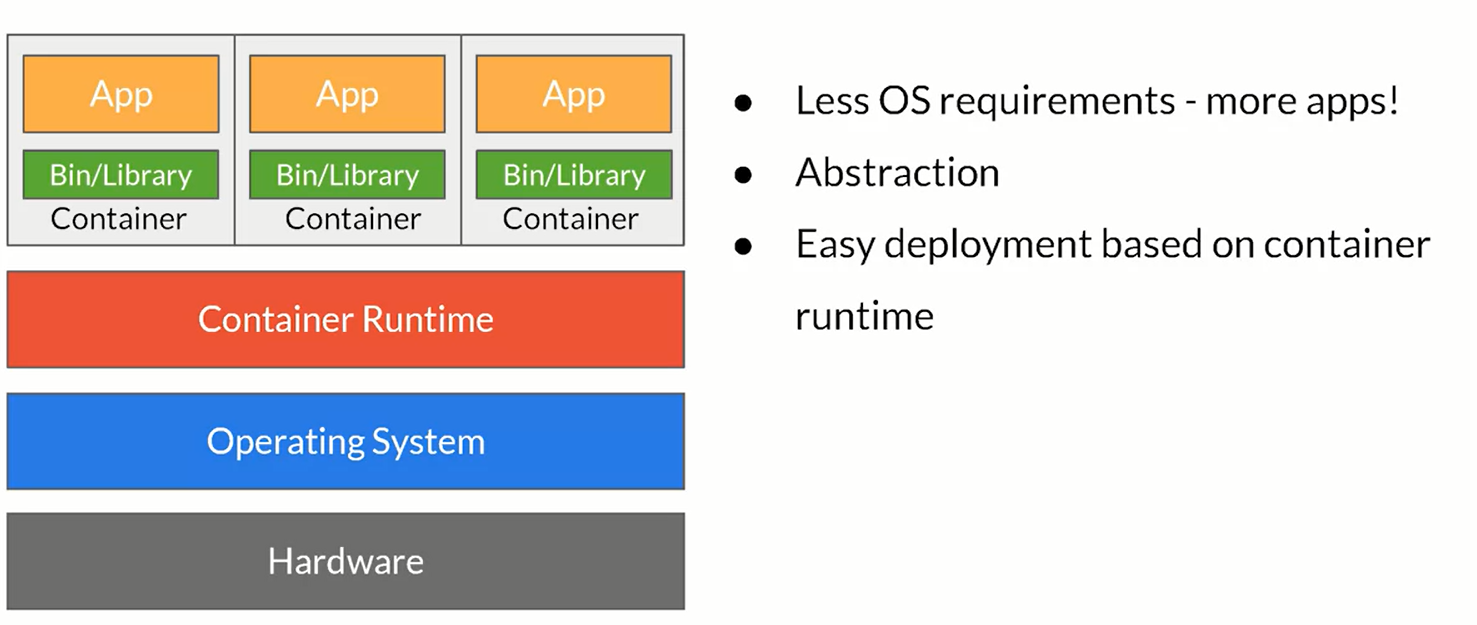 App App App
Bin/Library Bin/Library Bin/Library
Container Container Container
Container Runtime
Operating System
Hardware
● Less OS requirements - more apps!
● Abstraction
● Easy deployment based on container
runtime